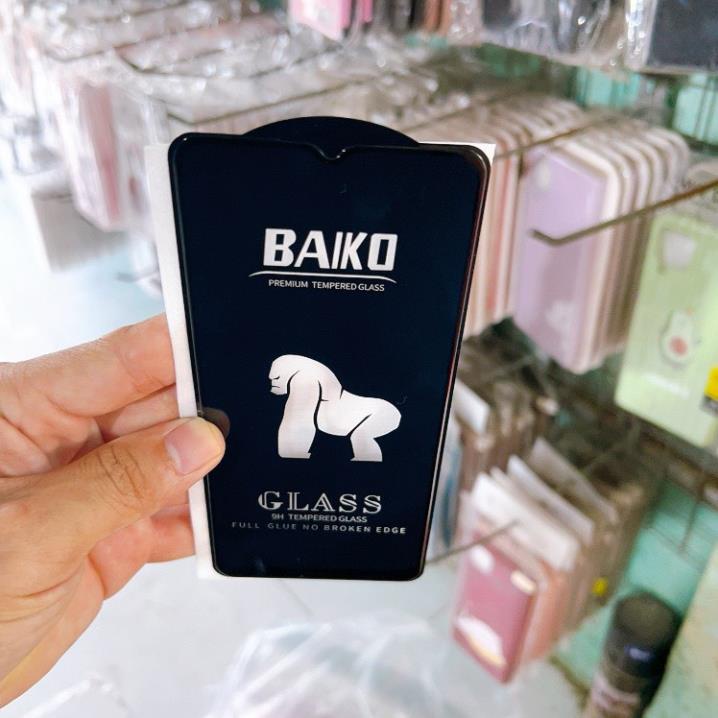 BAIKO
PREMIUM TEMPERED GLASS
GLASS
9H TEMPERED GLASS
FULL GLUE NO BROKEN EDGE